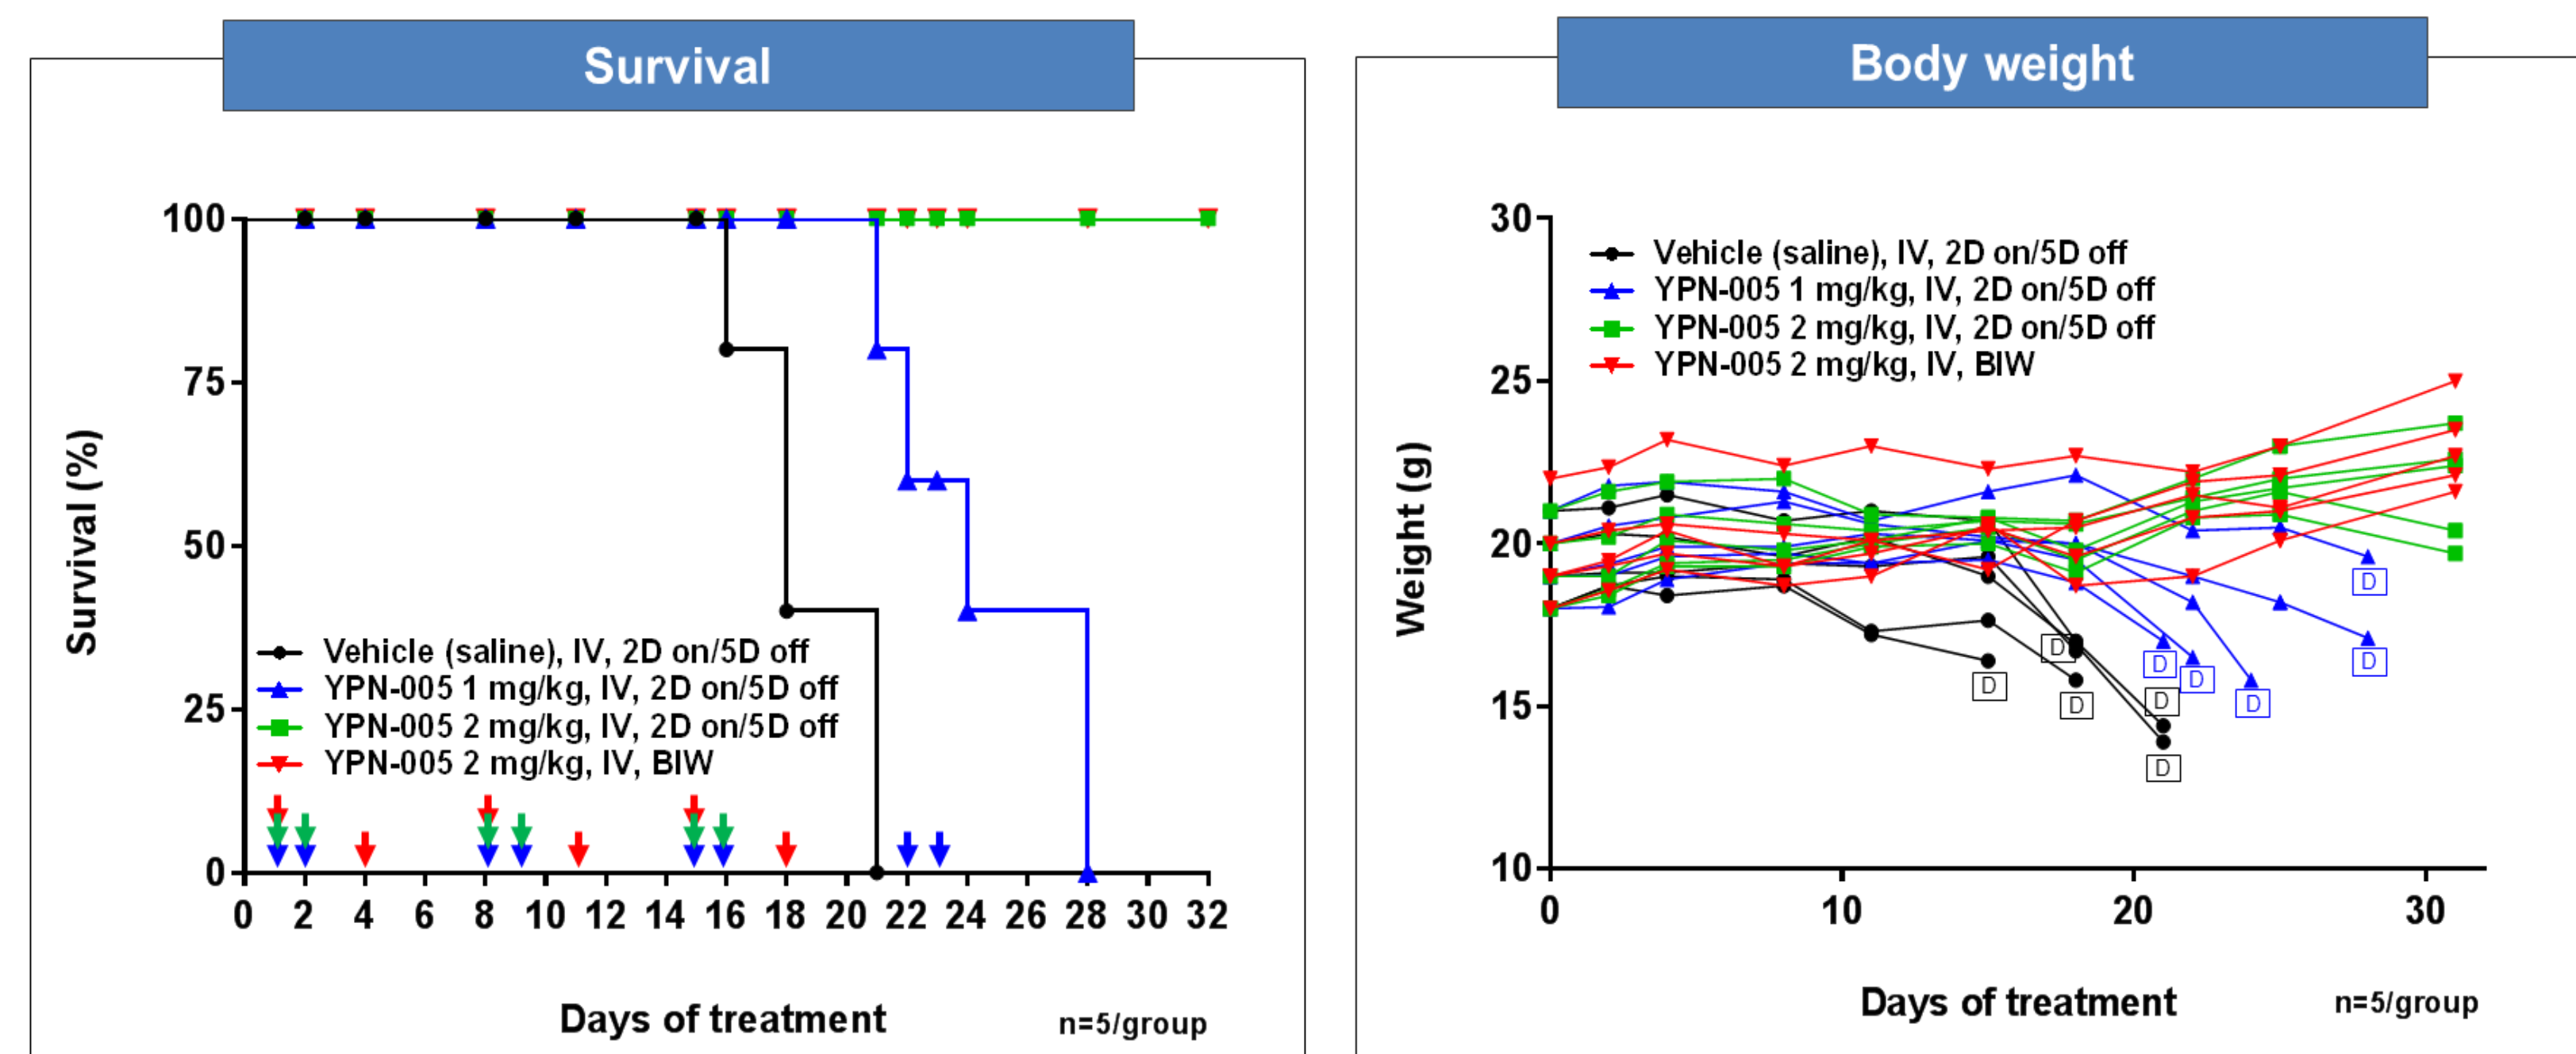 Survival
100
75
50
25
0
Survival (%)
Vehicle (saline), IV, 2D on/5D off
YPN-005 1 mg/kg, IV, 2D on/5D off
YPN-005 2 mg/kg, IV, 2D on/5D off
YPN-005 2 mg/kg, IV, BIW
0 2 4 6 8 10 12 14 16 18 20 22 24 26 28 30 32
Days of treatment
n=5/group
Body weight
30
25
20
15
10
Weight (g)
Vehicle (saline), IV, 2D on/5D off
YPN-005 1 mg/kg, IV, 2D on/5D off
YPN-005 2 mg/kg, IV, 2D on/5D off
YPN-005 2 mg/kg, IV, BIW
D
D
D
D
D
D
D
D
D
D
0 10 20 30
Days of treatment
n=5/group